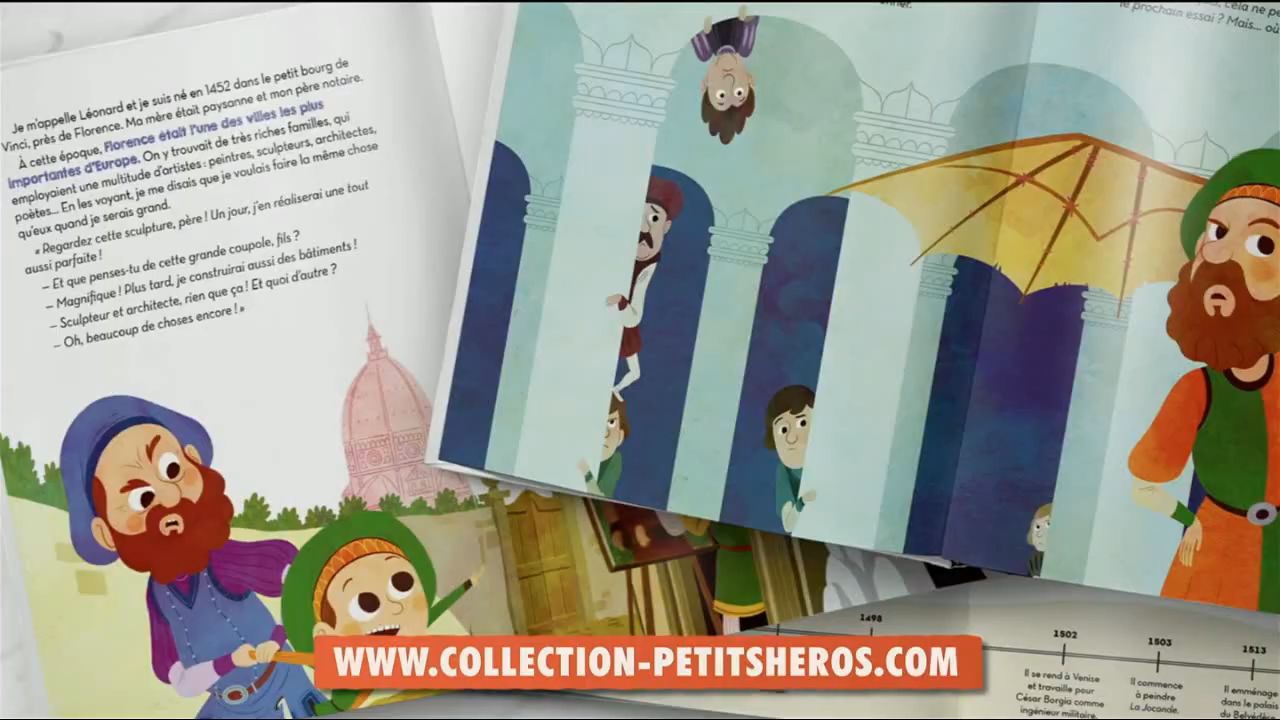 Je m'appelle Léonard et je suis né en 1452 dans le petit bourg de
Vinci, près de Florence. Ma mère était paysanne et mon père notaire.
À cette époque, Florence était l'une des villes les plus
importantes d'Europe. On y trouvait de très riches familles, qui
employaient une multitude d'artistes : peintres, sculpteurs, architectes,
poètes... En les voyant, je me disais que je voulais faire la même chose
qu'eux quand je serais grand.
« Regardez cette sculpture, père ! Un jour, j'en réaliserai une tout
aussi parfaite !
– Et que penses-tu de cette grande coupole, fils ?
– Magnifique ! Plus tard, je construirai aussi des bâtiments !
– Sculpteur et architecte, rien que ça ! Et quoi d'autre ?
– Oh, beaucoup de choses encore ! »
cela ne
le prochain essai ? Mais... où
WWW.COLLECTION-PETITSHEROS.COM
1498
1502
1503
1513
Il se rend à Venise
et travaille pour
César Borgia comme
ingénieur militaire.
Il commence
à peindre
La Joconde.
Il emménage
dans le palais
du